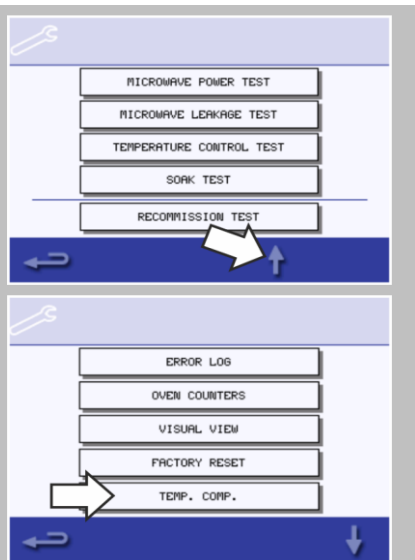 MICROWAVE POWER TEST
MICROWAVE LEAKAGE TEST
TEMPERATURE CONTROL TEST
SOAK TEST
RECOMMISSION TEST
ERROR LOG
OVEN COUNTERS
VISUAL VIEW
FACTORY RESET
TEMP. COMP.